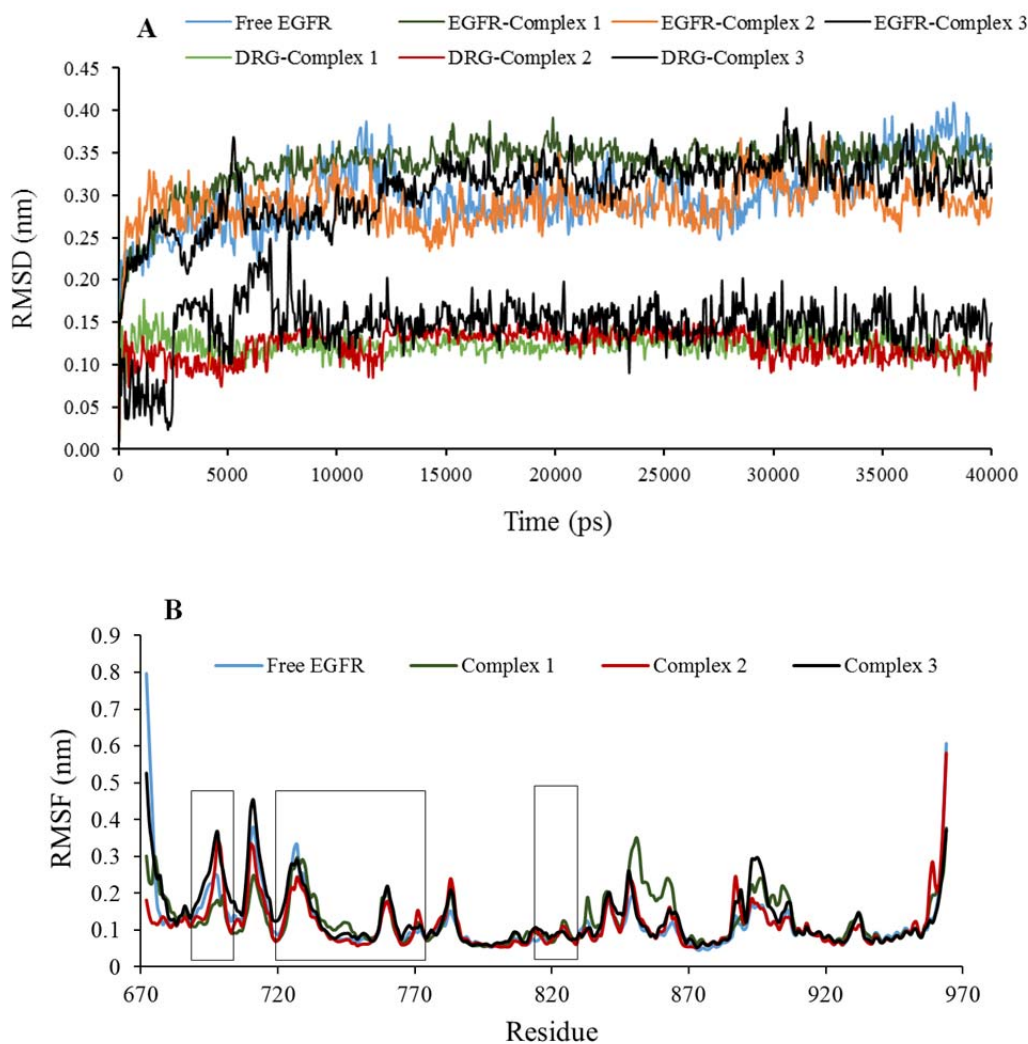 A
Free EGFR EGFR-Complex 1 EGFR-Complex 2 EGFR-Complex 3
DRG-Complex 1 DRG-Complex 2 DRG-Complex 3
0.45
0.40
0.35
0.30
0.25
0.20
0.15
0.10
0.05
0.00
RMSD (nm)
0 5000 10000 15000 20000 25000 30000 35000 40000
Time (ps)
B
Free EGFR Complex 1 Complex 2 Complex 3
0.9
0.8
0.7
0.6
0.5
0.4
0.3
0.2
0.1
0
RMSF (nm)
670 720 770 820 870 920 970
Residue